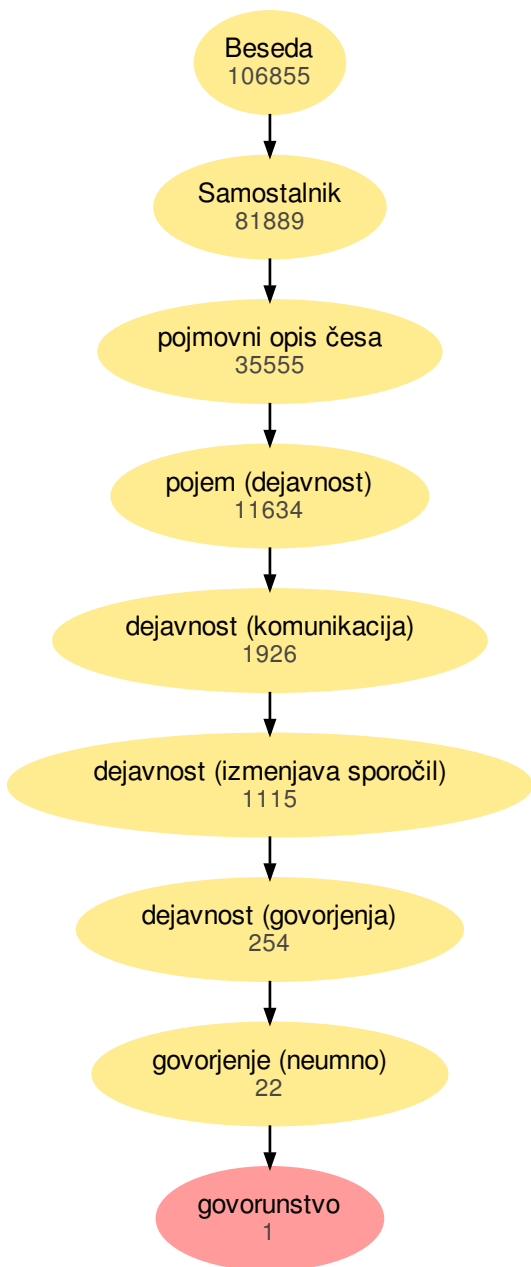 Beseda
106855
Samostalnik
81889
pojmovni opis česa
35555
pojem (dejavnost)
11634
dejavnost (komunikacija)
1926
dejavnost (izmenjava sporočil)
1115
dejavnost (govorjenja)
254
govorjenje (neumno)
22
govorunstvo
1